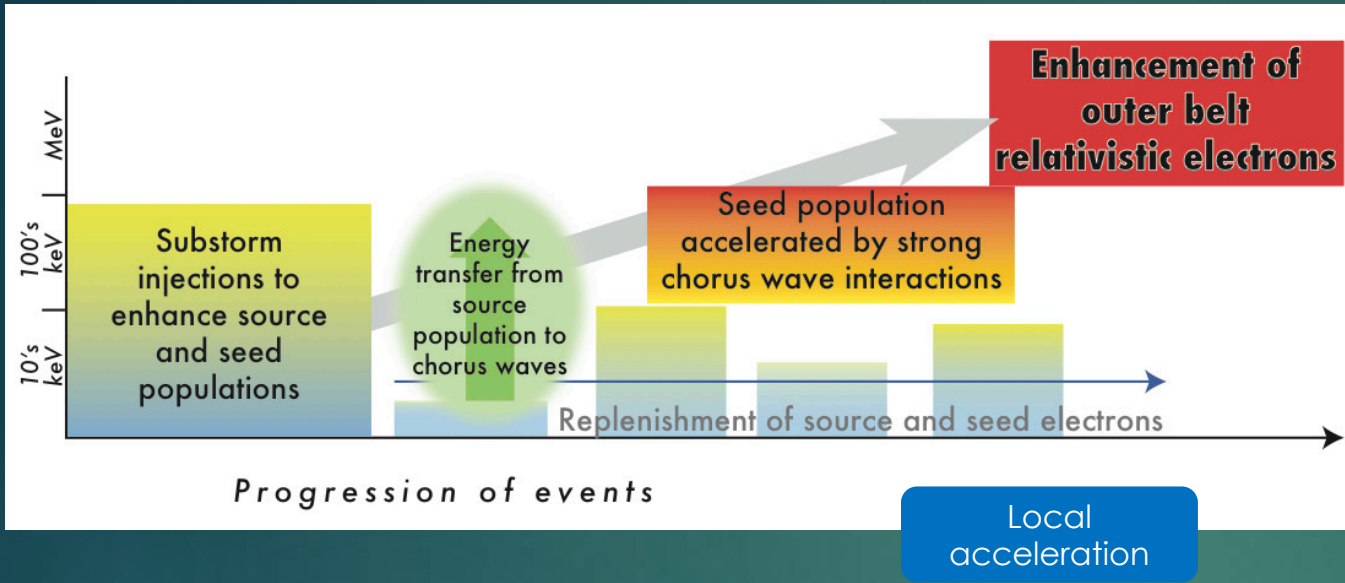 Enhancement of
outer belt
relativistic electrons
MeV
100's
keV
10's
keV
Substorm
injections to
enhance source
and seed
populations
Energy
transfer from
source
population to
chorus waves
Seed population
accelerated by strong
chorus wave interactions
Replenishment of source and seed electrons
Progression of events
Local
acceleration